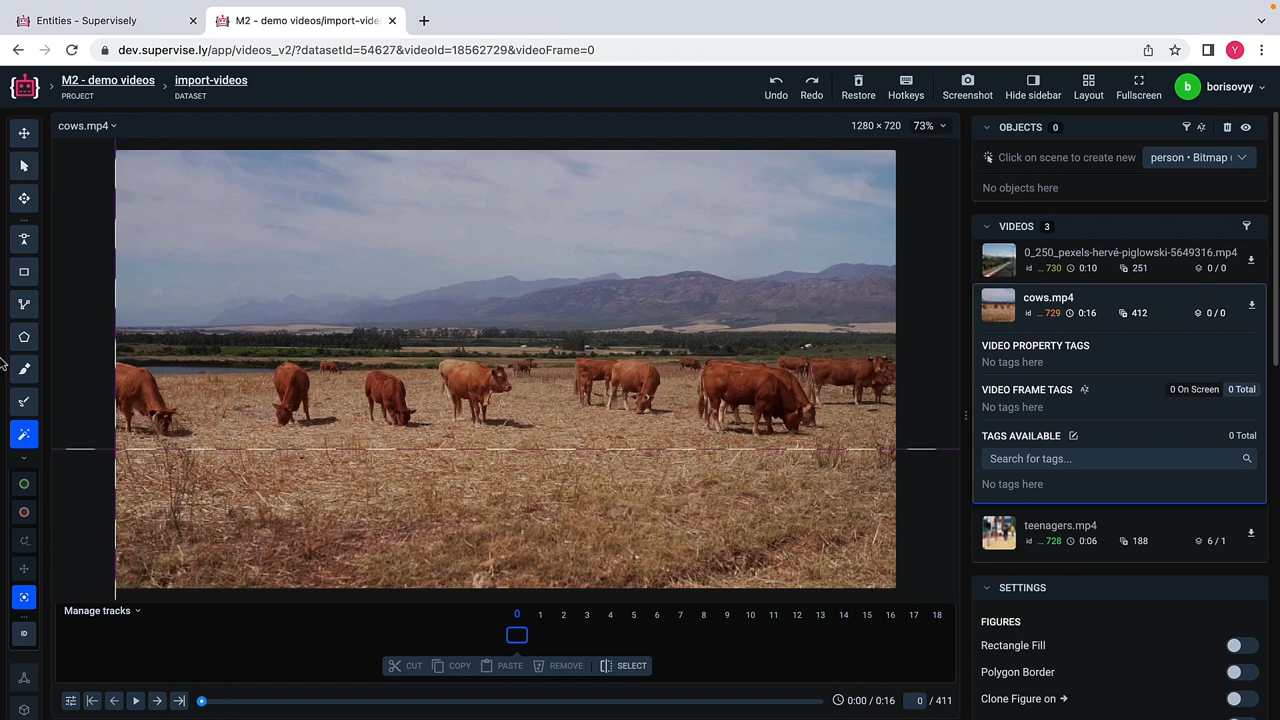 Entities - Supervisely
M2 - demo videos/import-vide
dev.supervise.ly/app/videos_v2/?datasetId=54627&videoId=18562729&videoFrame=0
Y
M2 - demo videos
PROJECT
import-videos
DATASET
Undo
Redo
Restore
Hotkeys
Screenshot
Hide sidebar
Layout
Fullscreen
b
borisovyy
cows.mp4
1280 × 720
73%
OBJECTS 0
Click on scene to create new
person • Bitmap (
No objects here
VIDEOS 3
0_250_pexels-hervé-piglowski-5649316.mp4
id ... 730 0:10 251 0 / 0
cows.mp4
id ... 729 0:16 412 0 / 0
VIDEO PROPERTY TAGS
No tags here
VIDEO FRAME TAGS 0 On Screen 0 Total
No tags here
TAGS AVAILABLE 0 Total
Search for tags...
No tags here
teenagers.mp4
id ... 728 0:06 188 6 / 1
SETTINGS
FIGURES
Rectangle Fill
Polygon Border
Clone Figure on →
ID
Manage tracks
0 1 2 3 4 5 6 7 8 9 10 11 12 13 14 15 16 17 18
CUT COPY PASTE REMOVE SELECT
0:00 / 0:16 0 / 411